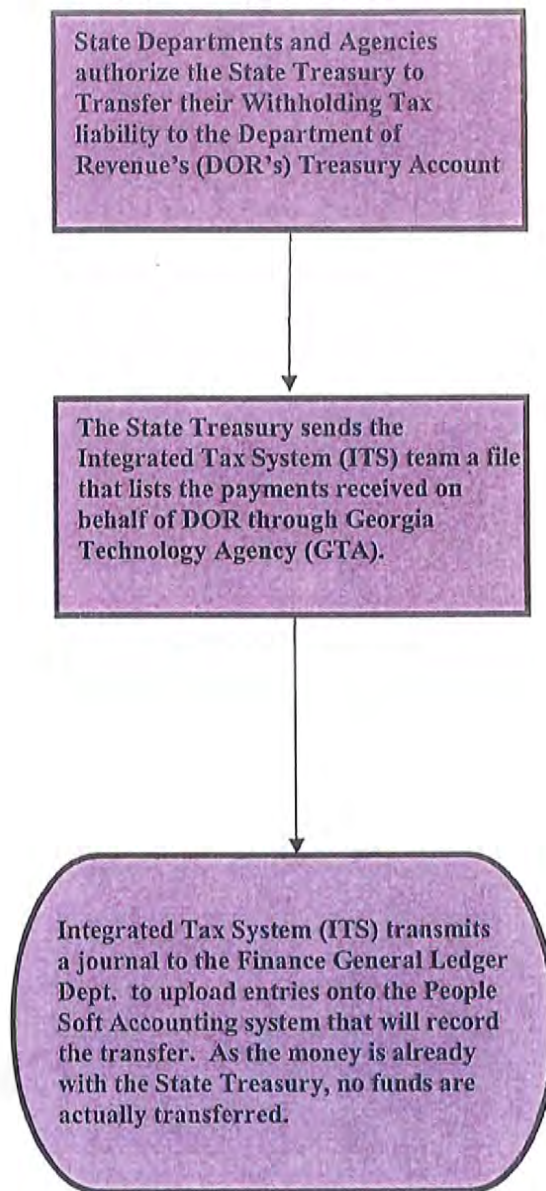 State Departments and Agencies
authorize the State Treasury to
Transfer their Withholding Tax
liability to the Department of
Revenue's (DOR's) Treasury Account
The State Treasury sends the
Integrated Tax System (ITS) team a file
that lists the payments received on
behalf of DOR through Georgia
Technology Agency (GTA).
Integrated Tax System (ITS) transmits
a journal to the Finance General Ledger
Dept. to upload entries onto the People
Soft Accounting system that will record
the transfer. As the money is already
with the State Treasury, no funds are
actually transferred.